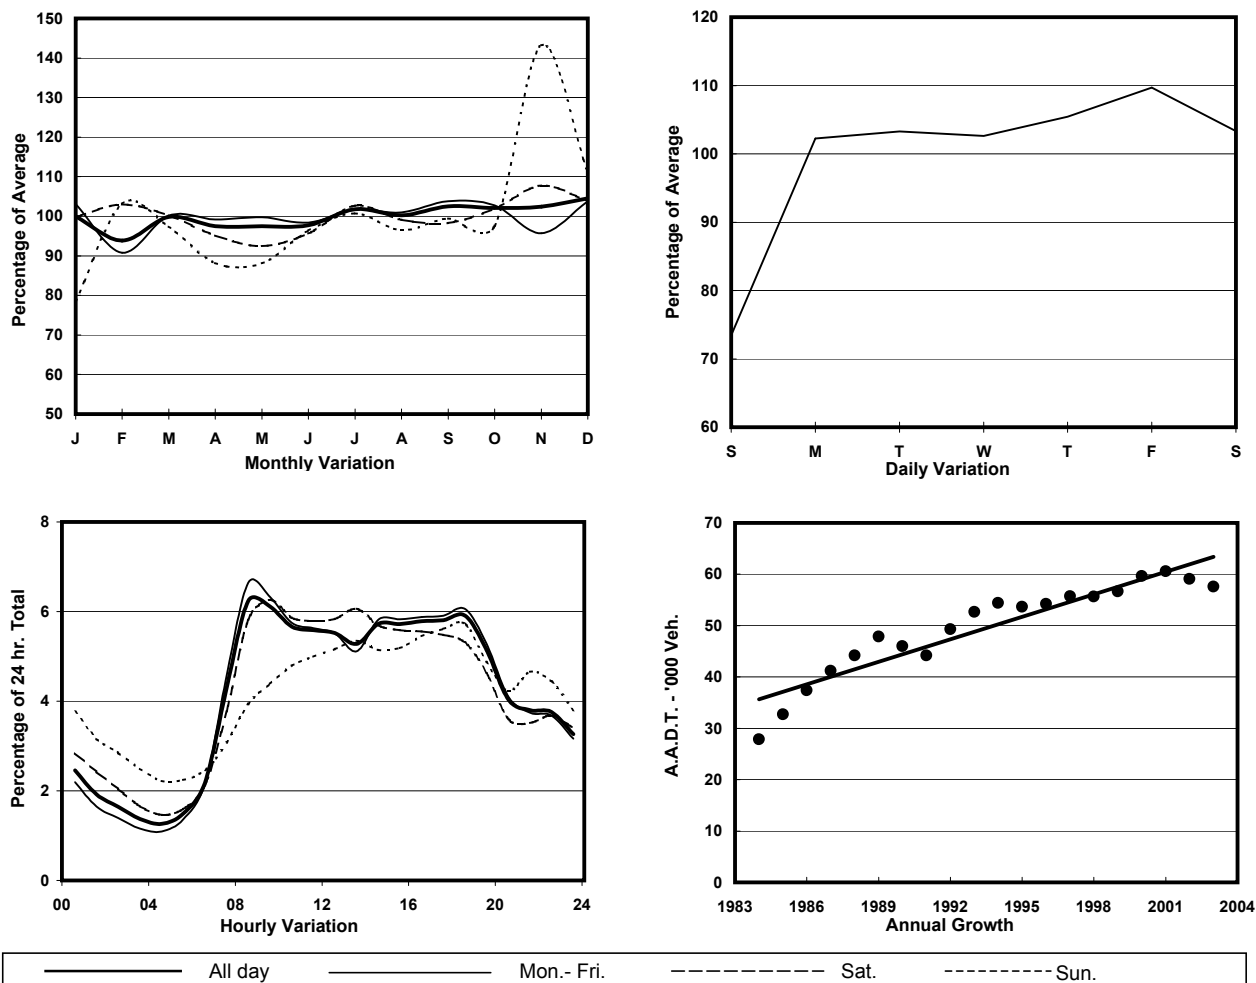 150
140
130
120
110
100
90
80
70
60
50
Percentage of Average
J F M A M J J A S O N D
Monthly Variation
120
110
100
90
80
70
60
Percentage of Average
S M T W T F S
Daily Variation
8
6
4
2
0
Percentage of 24 hr. Total
00 04 08 12 16 20 24
Hourly Variation
70
60
50
40
30
20
10
0
A.A.D.T. - '000 Veh.
1983 1986 1989 1992 1995 1998 2001 2004
Annual Growth
All day Mon.- Fri. Sat. Sun.